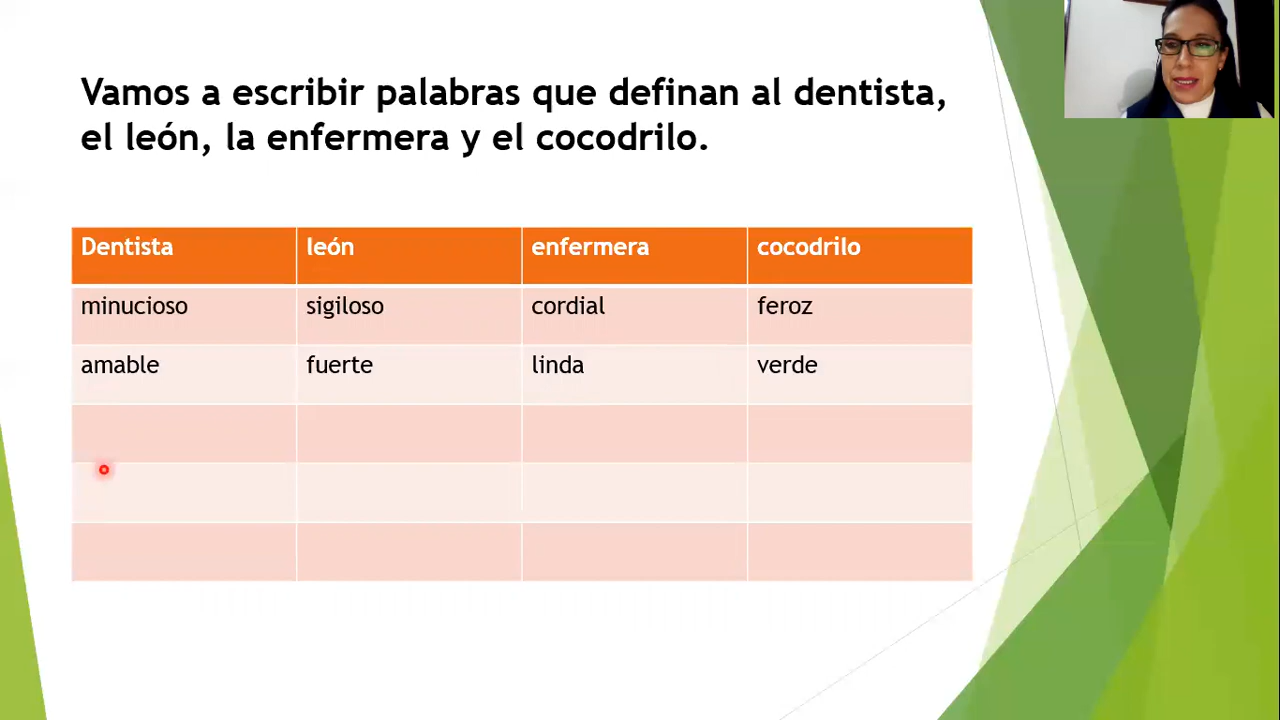 Vamos a escribir palabras que definan al dentista,
el león, la enfermera y el cocodrilo.
Dentista león enfermera cocodrilo
minucioso sigiloso cordial feroz
amable fuerte linda verde